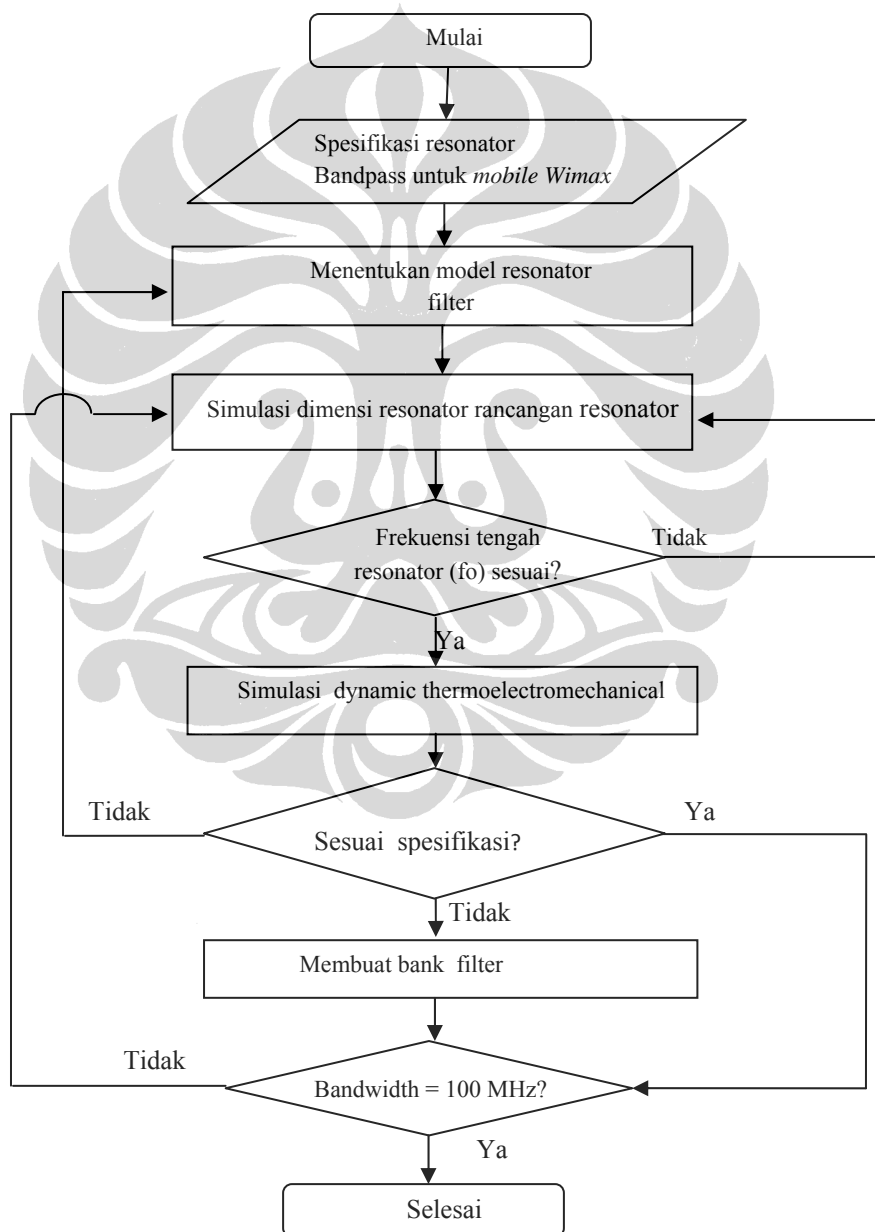 Mulai
Spesifikasi resonator
Bandpass untuk mobile Wimax
Menentukan model resonator
filter
Simulasi dimensi resonator rancangan resonator
Frekuensi tengah
resonator (fo) sesuai?
Tidak
Ya
Simulasi dynamic thermoelectromechanical
Tidak
Sesuai spesifikasi?
Ya
Tidak
Membuat bank filter
Tidak
Bandwidth = 100 MHz?
Ya
Selesai